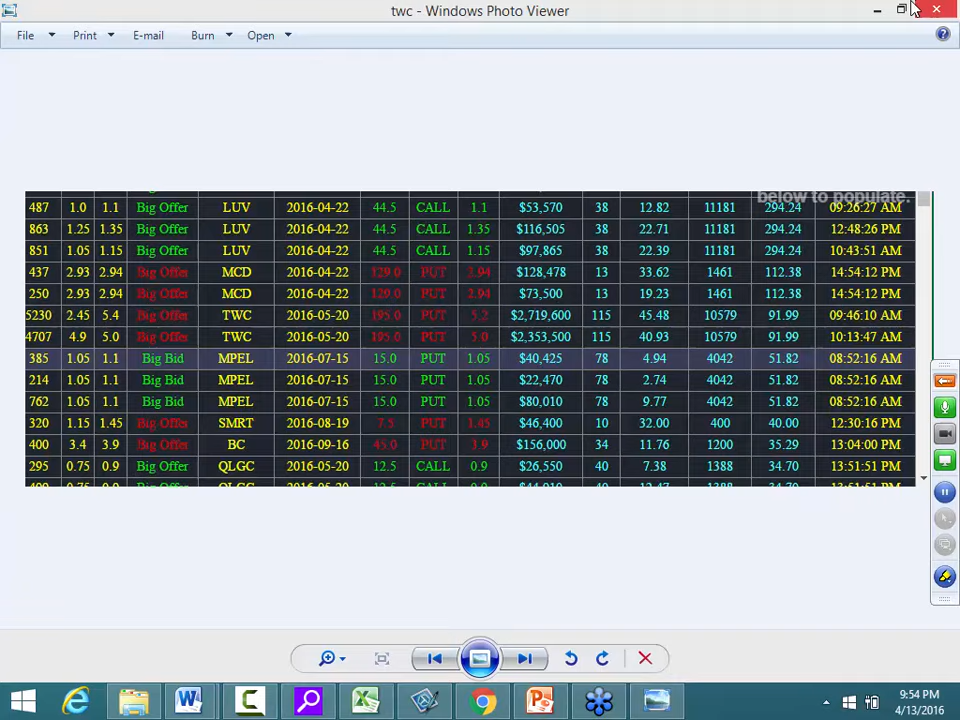 twc - Windows Photo Viewer
File Print E-mail Burn Open
below to populate.
487 1.0 1.1 Big Offer LUV 2016-04-22 44.5 CALL 1.1 $53,570 38 12.82 11181 294.24 09:26:27 AM
863 1.25 1.35 Big Offer LUV 2016-04-22 44.5 CALL 1.35 $116,505 38 22.71 11181 294.24 12:48:26 PM
851 1.05 1.15 Big Offer LUV 2016-04-22 44.5 CALL 1.15 $97,865 38 22.39 11181 294.24 10:43:51 AM
437 2.93 2.94 Big Offer MCD 2016-04-22 129.0 PUT 2.94 $128,478 13 33.62 1461 112.38 14:54:12 PM
250 2.93 2.94 Big Offer MCD 2016-04-22 129.0 PUT 2.94 $73,500 13 19.23 1461 112.38 14:54:12 PM
5230 2.45 5.4 Big Offer TWC 2016-05-20 195.0 PUT 5.2 $2,719,600 115 45.48 10579 91.99 09:46:10 AM
4707 4.9 5.0 Big Offer TWC 2016-05-20 195.0 PUT 5.0 $2,353,500 115 40.93 10579 91.99 10:13:47 AM
385 1.05 1.1 Big Bid MPEL 2016-07-15 15.0 PUT 1.05 $40,425 78 4.94 4042 51.82 08:52:16 AM
214 1.05 1.1 Big Bid MPEL 2016-07-15 15.0 PUT 1.05 $22,470 78 2.74 4042 51.82 08:52:16 AM
762 1.05 1.1 Big Bid MPEL 2016-07-15 15.0 PUT 1.05 $80,010 78 9.77 4042 51.82 08:52:16 AM
320 1.15 1.45 Big Offer SMRT 2016-08-19 7.5 PUT 1.45 $46,400 10 32.00 400 40.00 12:30:16 PM
400 3.4 3.9 Big Offer BC 2016-09-16 45.0 PUT 3.9 $156,000 34 11.76 1200 35.29 13:04:00 PM
295 0.75 0.9 Big Offer QLGC 2016-05-20 12.5 CALL 0.9 $26,550 40 7.38 1388 34.70 13:51:51 PM
9:54 PM
4/13/2016